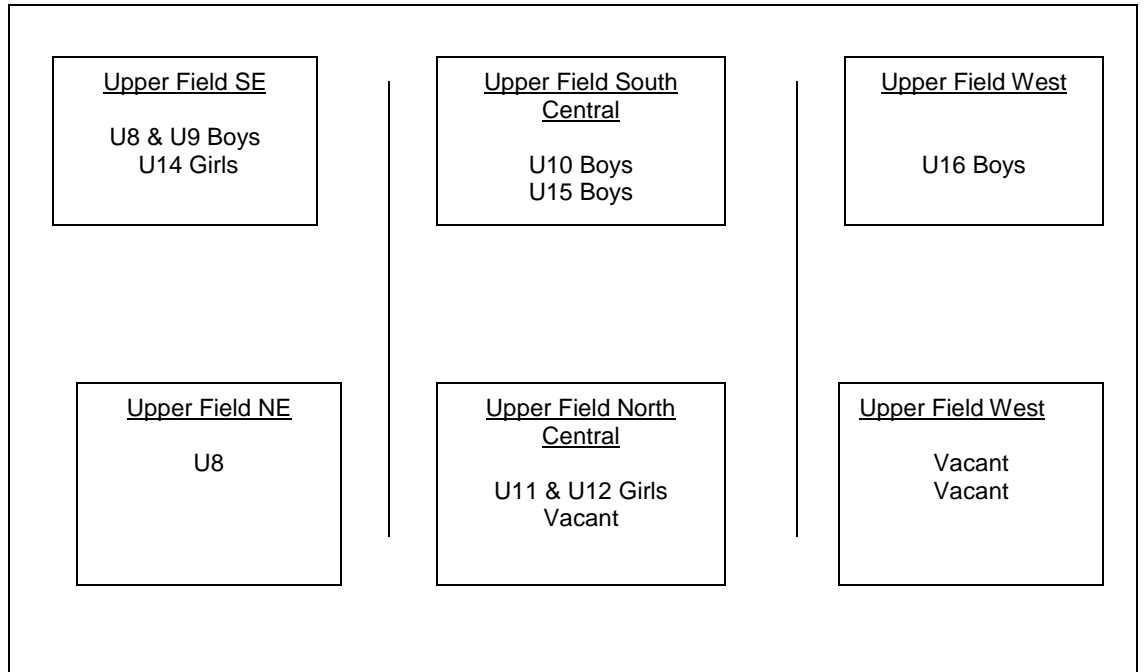 Upper Field SE
U8 & U9 Boys
U14 Girls
Upper Field South
Central
U10 Boys
U15 Boys
Upper Field West
U16 Boys
Upper Field NE
U8
Upper Field North
Central
U11 & U12 Girls
Vacant
Upper Field West
Vacant
Vacant